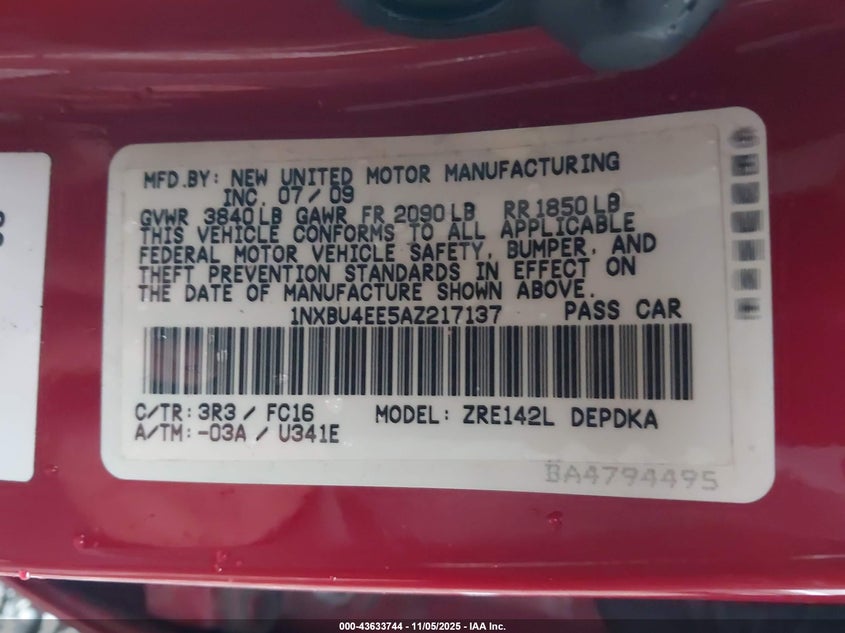 MFD.BY: NEW UNITED MOTOR MANUFACTURING
INC. 07/09
GVWR 3840LB GAWR FR 2090LB RR1850LB
THIS VEHICLE CONFORMS TO ALL APPLICABLE
FEDERAL MOTOR VEHICLE SAFETY, BUMPER, AND
THEFT PREVENTION STANDARDS IN EFFECT ON
THE DATE OF MANUFACTURE SHOWN ABOVE.
1NXBU4EE5AZ217137 PASS CAR
C/TR: 3R3 / FC16 MODEL: ZRE142L DEPDKA
A/TM: -03A / U341E
BA4794495
000-43633744 - 11/05/2025 - IAA Inc.